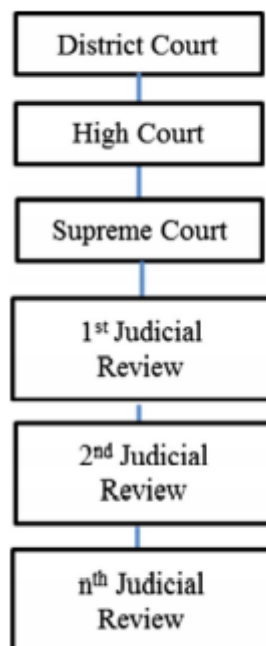 District Court
High Court
Supreme Court
1st Judicial
Review
2nd Judicial
Review
nth Judicial
Review